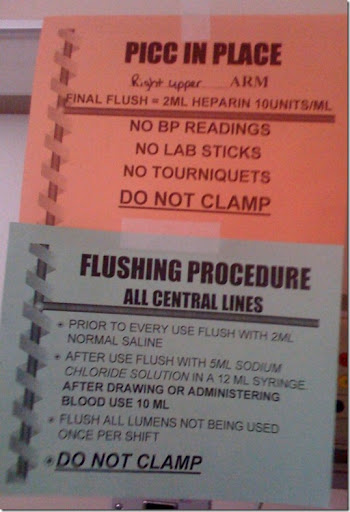 PICC IN PLACE
Right upper ARM
FINAL FLUSH = 2ML HEPARIN 10UNITS/ML
NO BP READINGS
NO LAB STICKS
NO TOURNIQUETS
DO NOT CLAMP
FLUSHING PROCEDURE
ALL CENTRAL LINES
PRIOR TO EVERY USE FLUSH WITH 2ML
NORMAL SALINE
AFTER USE FLUSH WITH 5ML SODIUM
CHLORIDE SOLUTION IN A 12 ML SYRINGE
AFTER DRAWING OR ADMINISTERING
BLOOD USE 10 ML
FLUSH ALL LUMENS NOT BEING USED
ONCE PER SHIFT
DO NOT CLAMP